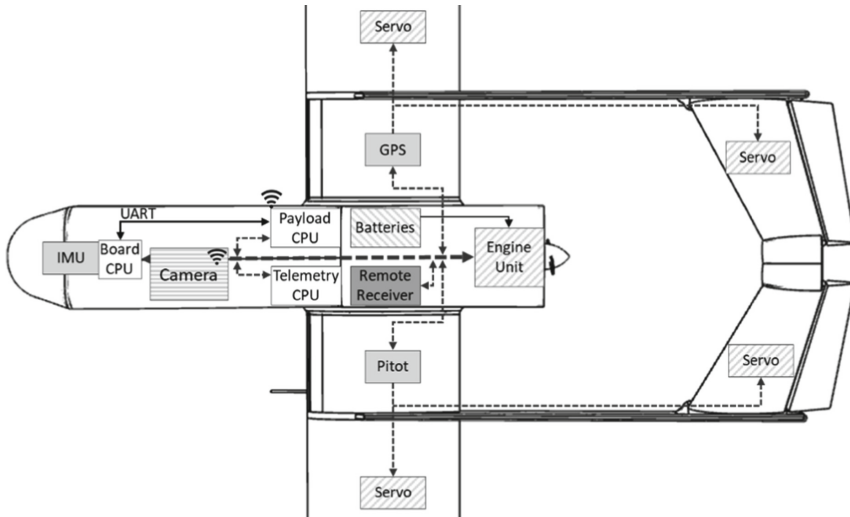 Servo
GPS
Servo
UART
Payload
CPU
Batteries
IMU
Board
CPU
Camera
Engine
Unit
Telemetry
CPU
Remote
Receiver
Pitot
Servo
Servo